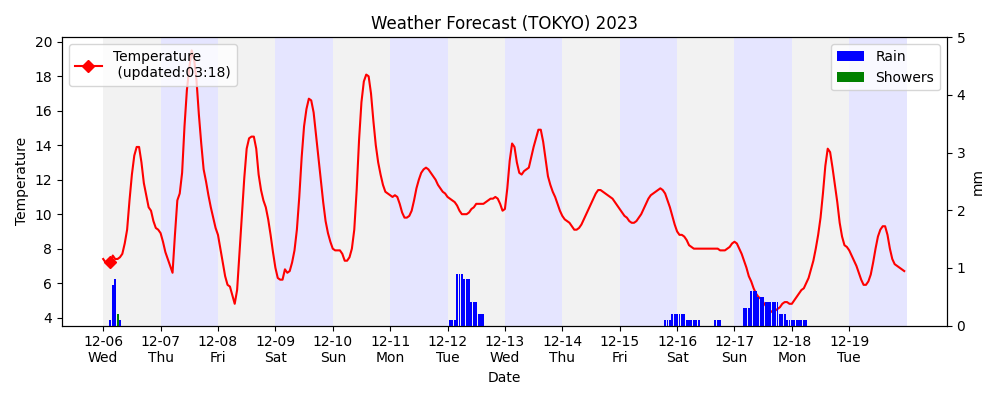 Weather Forecast (TOKYO) 2023
Temperature
(updated:03:18)
Rain
Showers
Temperature
20
18
16
14
12
10
8
6
4
5
4
3
2
1
0
mm
12-06 12-07 12-08 12-09 12-10 12-11 12-12 12-13 12-14 12-15 12-16 12-17 12-18 12-19
Wed Thu Fri Sat Sun Mon Tue Wed Thu Fri Sat Sun Mon Tue
Date